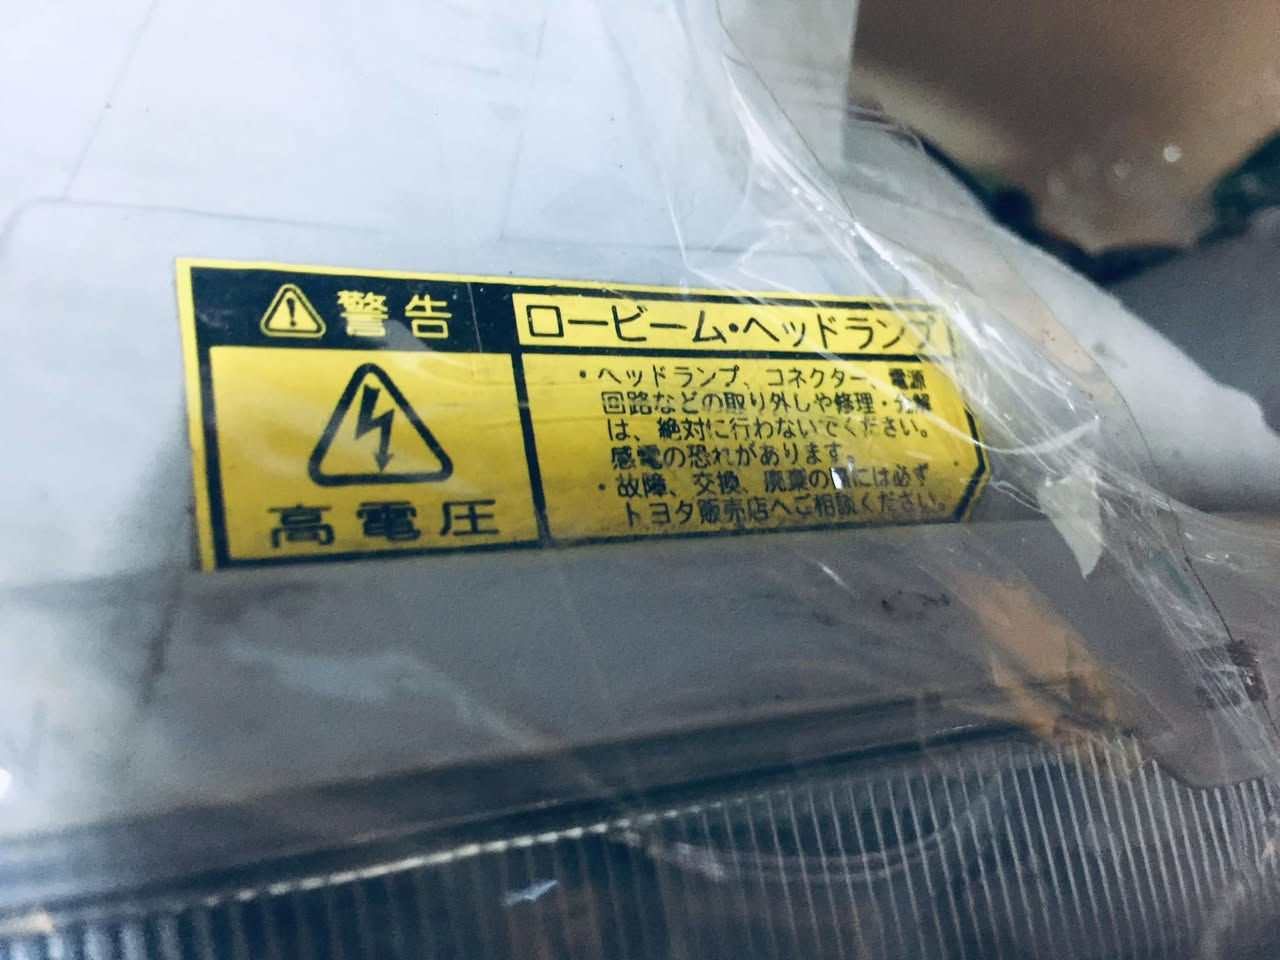 警告
ロービーム・ヘッドランプ
高電圧
・ヘッドランプ、コネクター、電源
回路などの取り外しや修理・分解
は、絶対に行わないでください。
感電の恐れがあります。
・故障、交換、廃棄の際には必ず
トヨタ販売店へご相談ください。